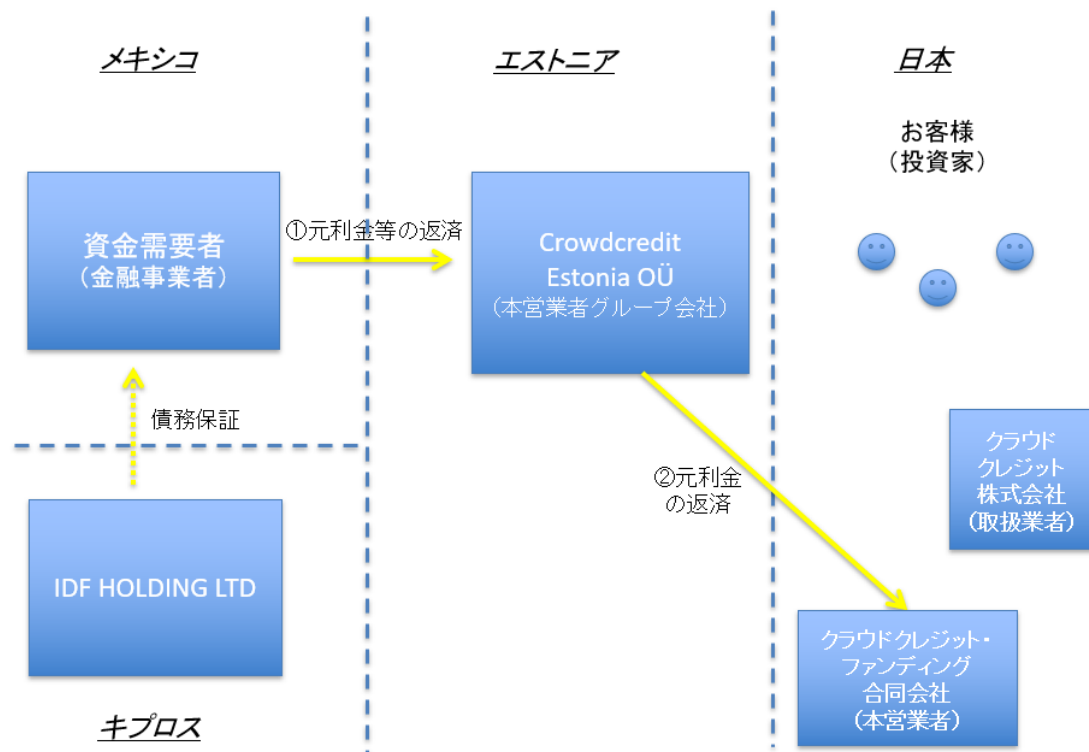 メキシコ
エストニア
日本
お客様
（投資家）
資金需要者
（金融事業者）
①元利金等の返済
Crowdcredit
Estonia OÜ
（本営業者グループ会社）
債務保証
②元利金
の返済
クラウド
クレジット
株式会社
（取扱業者）
IDF HOLDING LTD
クラウドクレジット・
ファンディング
合同会社
（本営業者）
キプロス